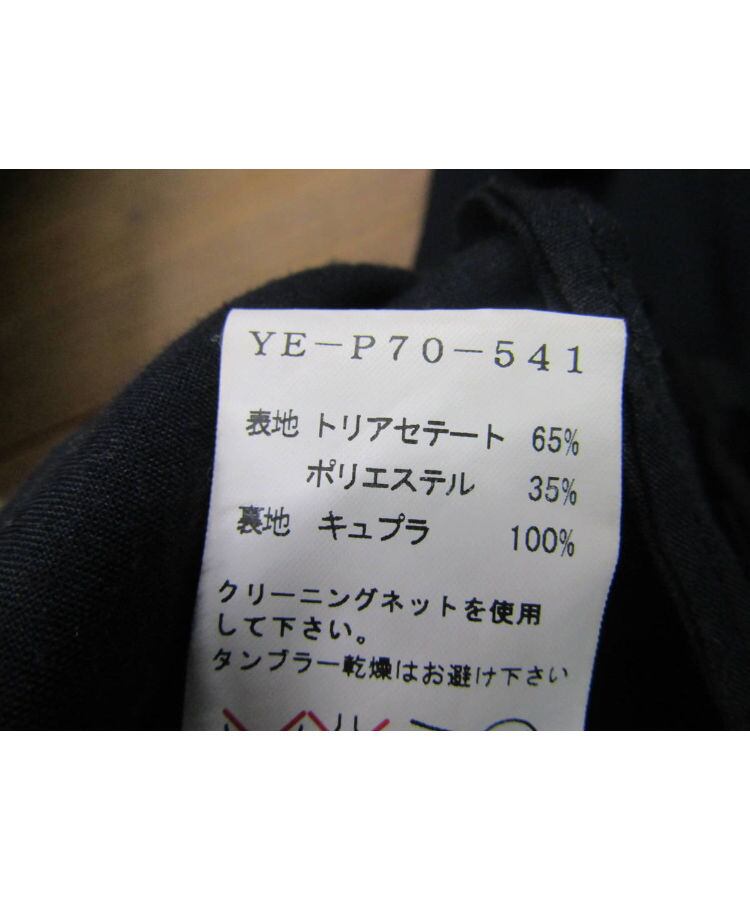 YE-P70-541
表地 トリアセテート 65%
ポリエステル 35%
裏地 キュプラ 100%
クリーニングネットを使用
して下さい。
タンブラー乾燥はお避け下さい